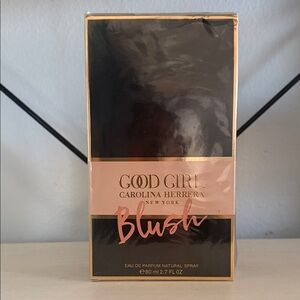 GOOD GIRL
CAROLINA HERRERA
NEW YORK
Blush
EAU DE PARFUM NATURAL SPRAY
℮80 ml 2.7 FL OZ